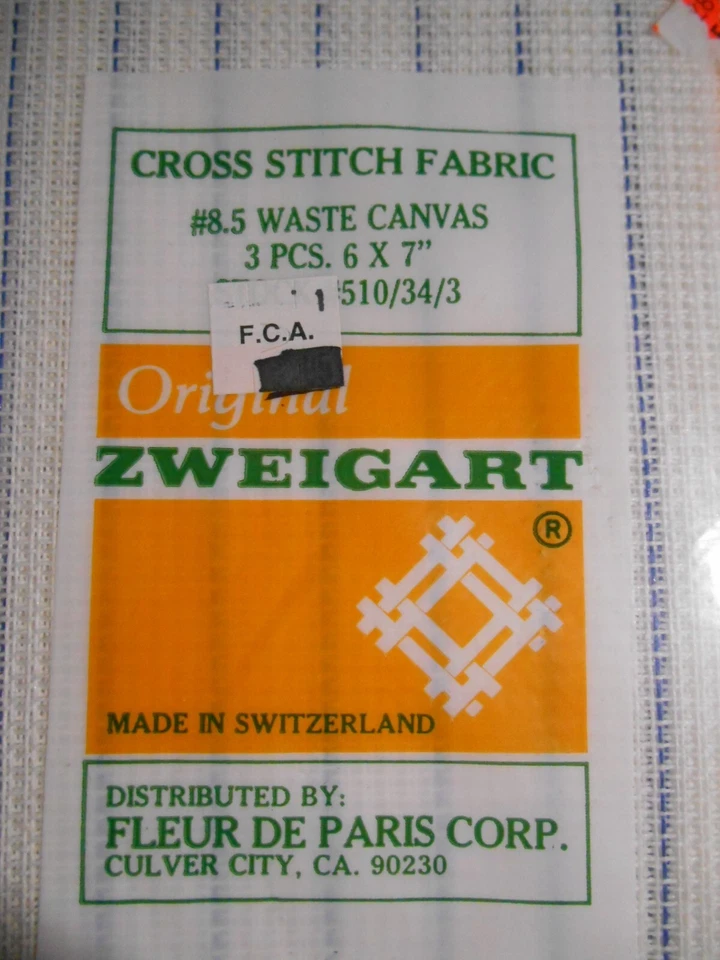 CROSS STITCH FABRIC
#8.5 WASTE CANVAS
3 PCS. 6 X 7”
510/34/3
1
F.C.A.
Original
ZWEIGART
®
MADE IN SWITZERLAND
DISTRIBUTED BY:
FLEUR DE PARIS CORP.
CULVER CITY, CA. 90230